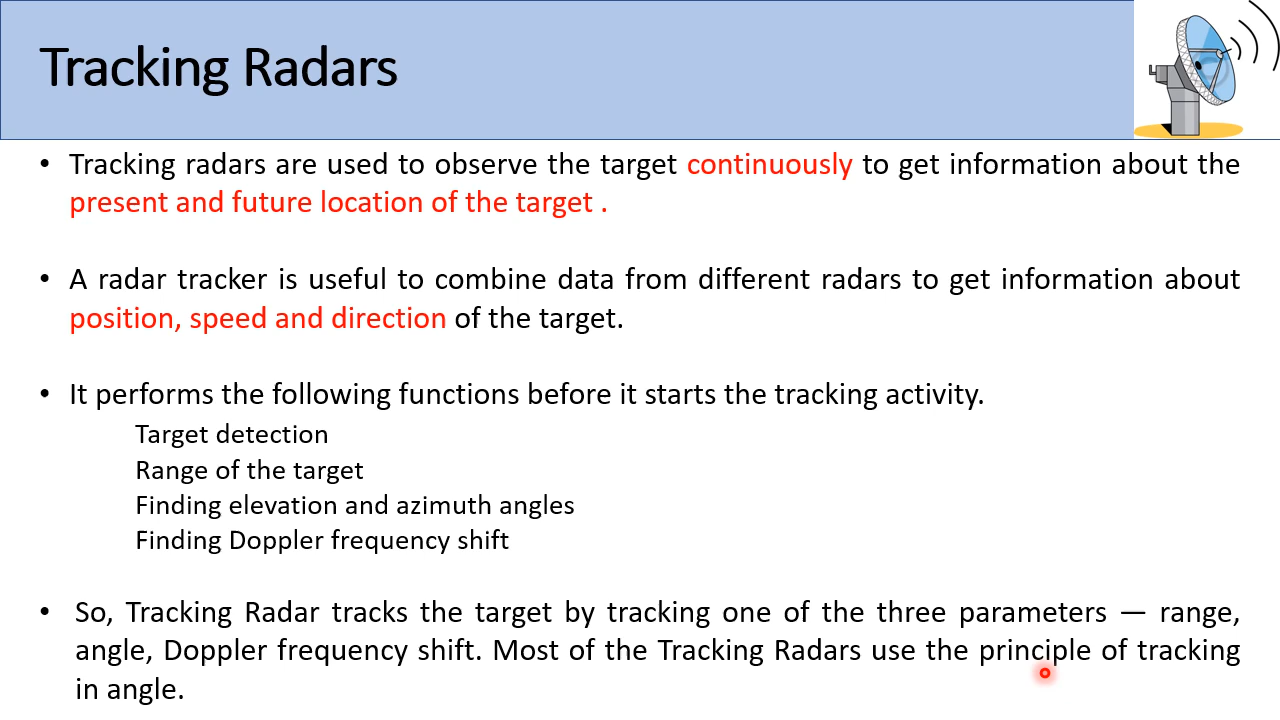 Tracking Radars
• Tracking radars are used to observe the target continuously to get information about the
present and future location of the target .
• A radar tracker is useful to combine data from different radars to get information about
position, speed and direction of the target.
• It performs the following functions before it starts the tracking activity.
Target detection
Range of the target
Finding elevation and azimuth angles
Finding Doppler frequency shift
• So, Tracking Radar tracks the target by tracking one of the three parameters — range,
angle, Doppler frequency shift. Most of the Tracking Radars use the principle of tracking
in angle.